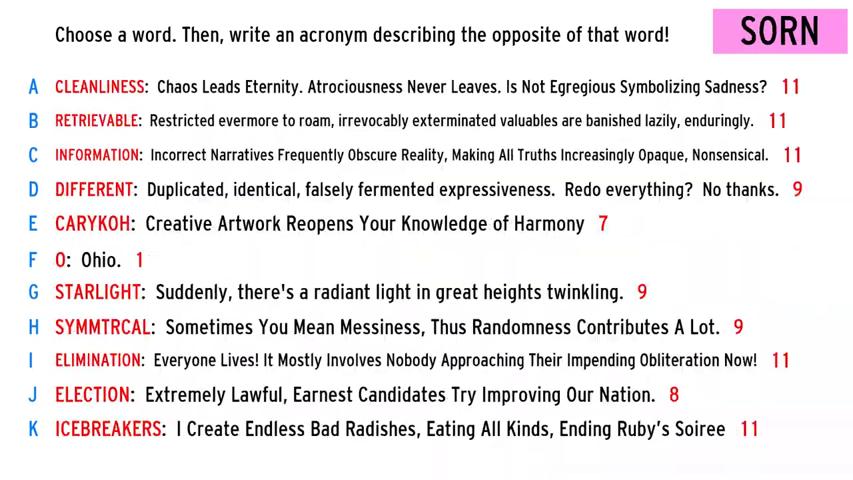 Choose a word. Then, write an acronym describing the opposite of that word!
SORN
A CLEANLINESS: Chaos Leads Eternity. Atrociousness Never Leaves. Is Not Egregious Symbolizing Sadness? 11
B RETRIEVABLE: Restricted evermore to roam, irrevocably exterminated valuables are banished lazily, enduringly. 11
C INFORMATION: Incorrect Narratives Frequently Obscure Reality, Making All Truths Increasingly Opaque, Nonsensical. 11
D DIFFERENT: Duplicated, identical, falsely fermented expressiveness. Redo everything? No thanks. 9
E CARYKOH: Creative Artwork Reopens Your Knowledge of Harmony 7
F O: Ohio. 1
G STARLIGHT: Suddenly, there's a radiant light in great heights twinkling. 9
H SYMMTRCAL: Sometimes You Mean Messiness, Thus Randomness Contributes A Lot. 9
I ELIMINATION: Everyone Lives! It Mostly Involves Nobody Approaching Their Impending Obliteration Now! 11
J ELECTION: Extremely Lawful, Earnest Candidates Try Improving Our Nation. 8
K ICEBREAKERS: I Create Endless Bad Radishes, Eating All Kinds, Ending Ruby's Soiree 11